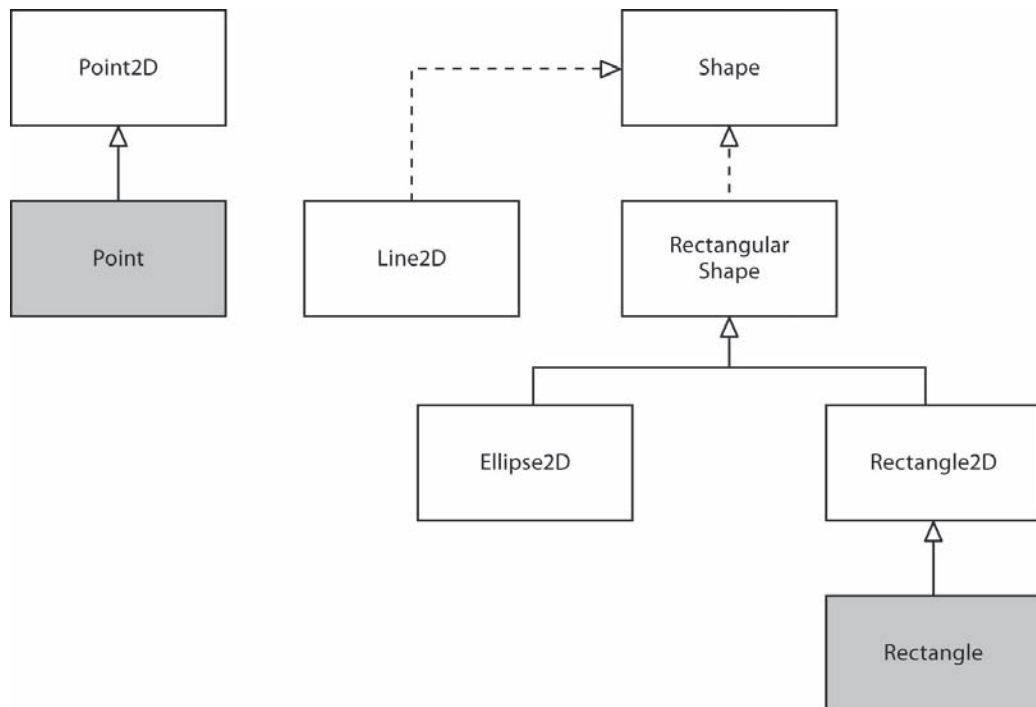 Point2D
Shape
Point
Line2D
Rectangular
Shape
Ellipse2D
Rectangle2D
Rectangle